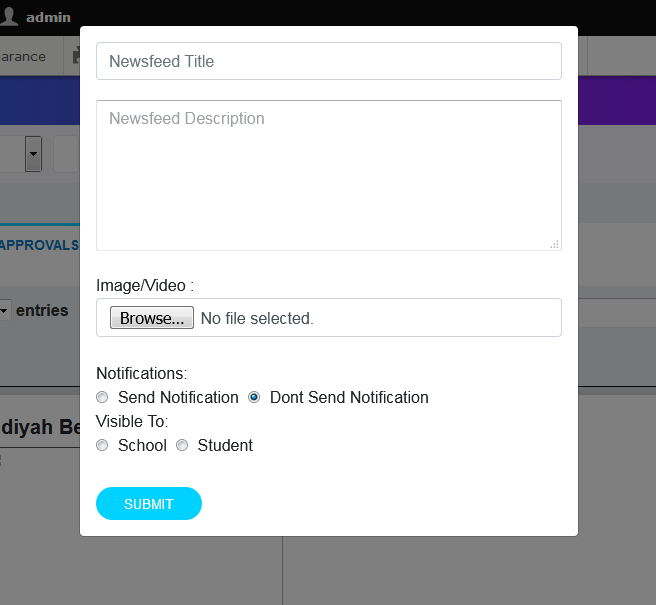 admin
arance
Newsfeed Title
Newsfeed Description
APPROVALS
Image/Video :
entries
Browse... No file selected.
Notifications:
Send Notification Dont Send Notification
Visible To:
diyah Be
School Student
SUBMIT